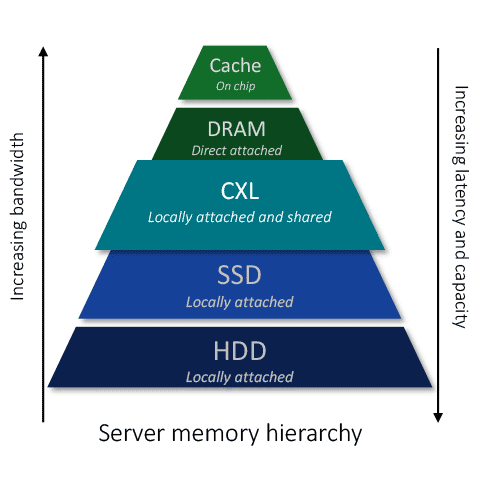 Cache
On chip
DRAM
Direct attached
CXL
Locally attached and shared
SSD
Locally attached
HDD
Locally attached
Increasing bandwidth
Increasing latency and capacity
Server memory hierarchy